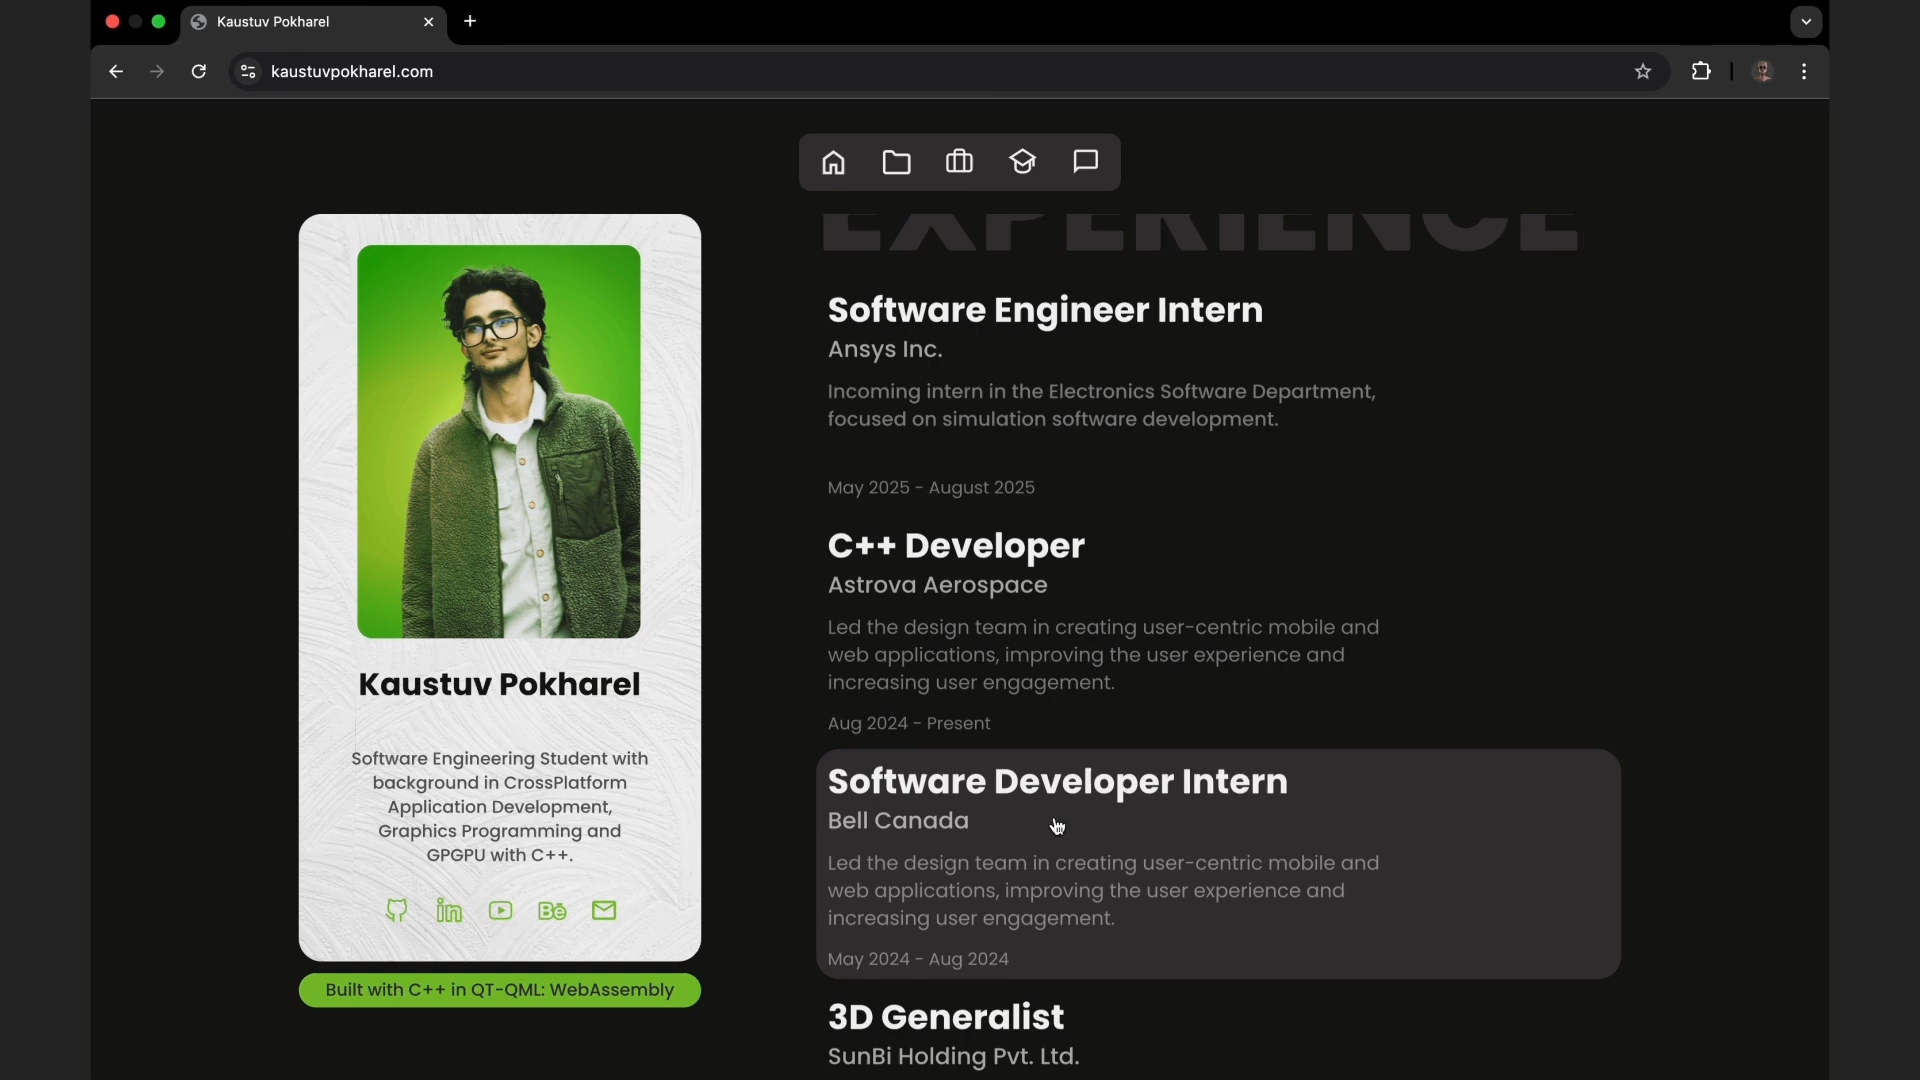 Kaustuv Pokharel
kaustuvpokharel.com
EXPERIENCE
Kaustuv Pokharel
Software Engineering Student with
background in CrossPlatform
Application Development,
Graphics Programming and
GPGPU with C++.
Bē
Built with C++ in QT-QML: WebAssembly
Software Engineer Intern
Ansys Inc.
Incoming intern in the Electronics Software Department,
focused on simulation software development.
May 2025 - August 2025
C++ Developer
Astrova Aerospace
Led the design team in creating user-centric mobile and
web applications, improving the user experience and
increasing user engagement.
Aug 2024 - Present
Software Developer Intern
Bell Canada
Led the design team in creating user-centric mobile and
web applications, improving the user experience and
increasing user engagement.
May 2024 - Aug 2024
3D Generalist
SunBi Holding Pvt. Ltd.